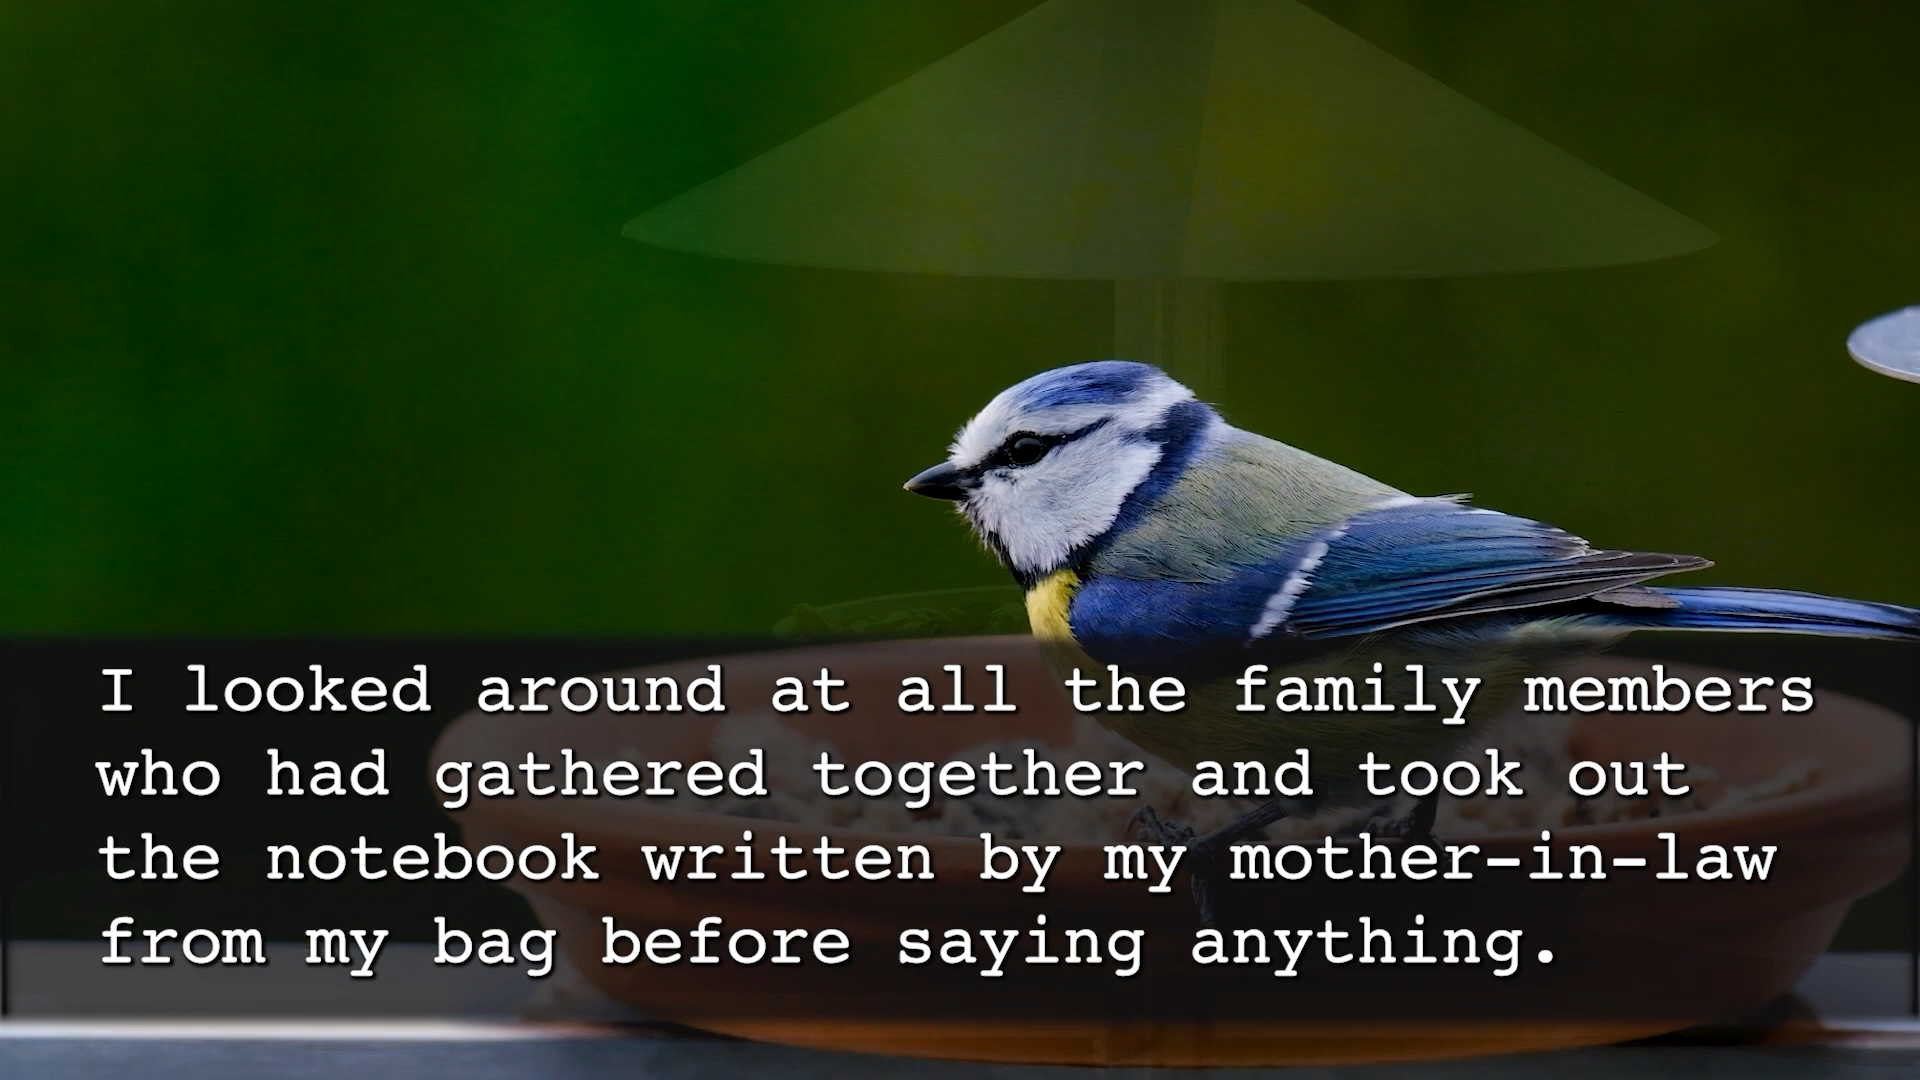 I looked around at all the family members
who had gathered together and took out
the notebook written by my mother-in-law
from my bag before saying anything.